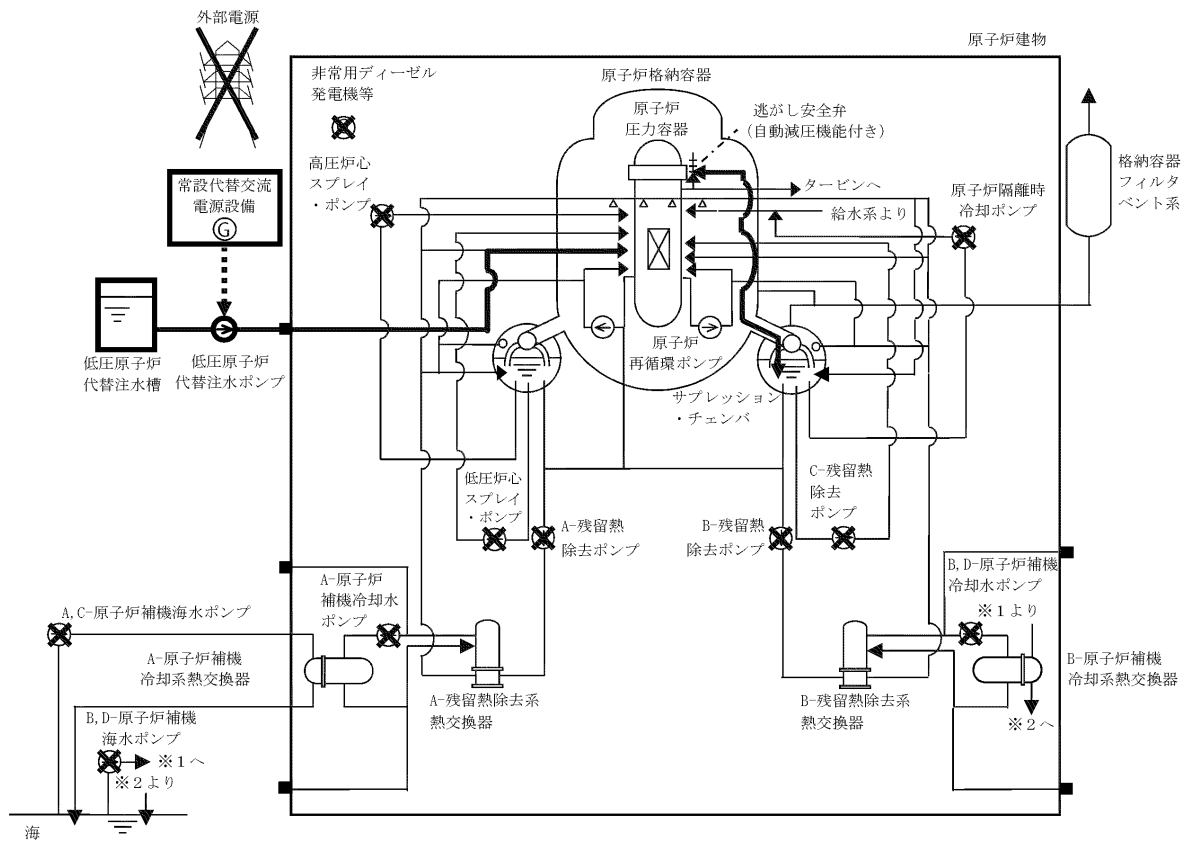 外部電源
原子炉建物
非常用ディーゼル
発電機等
原子炉格納容器
原子炉
圧力容器
逃がし安全弁
（自動減圧機能付き）
高圧炉心
スプレイ
・ポンプ
常設代替交流
電源設備
G
タービンへ
給水系より
原子炉隔離時
冷却ポンプ
格納容器
フィルタ
ベント系
低圧原子炉
代替注水槽
低圧原子炉
代替注水ポンプ
原子炉
再循環ポンプ
サプレッション
・チェンバ
低圧炉心
スプレイ
・ポンプ
C-残留熱
除去
ポンプ
A-残留熱
除去ポンプ
B-残留熱
除去ポンプ
A-原子炉
補機冷却水
ポンプ
B,D-原子炉補機
冷却水ポンプ
※１より
A,C-原子炉補機海水ポンプ
A-原子炉補機
冷却系熱交換器
B-原子炉補機
冷却系熱交換器
A-残留熱除去系
熱交換器
B-残留熱除去系
熱交換器
※２へ
B,D-原子炉補機
海水ポンプ
※１へ
※２より
海